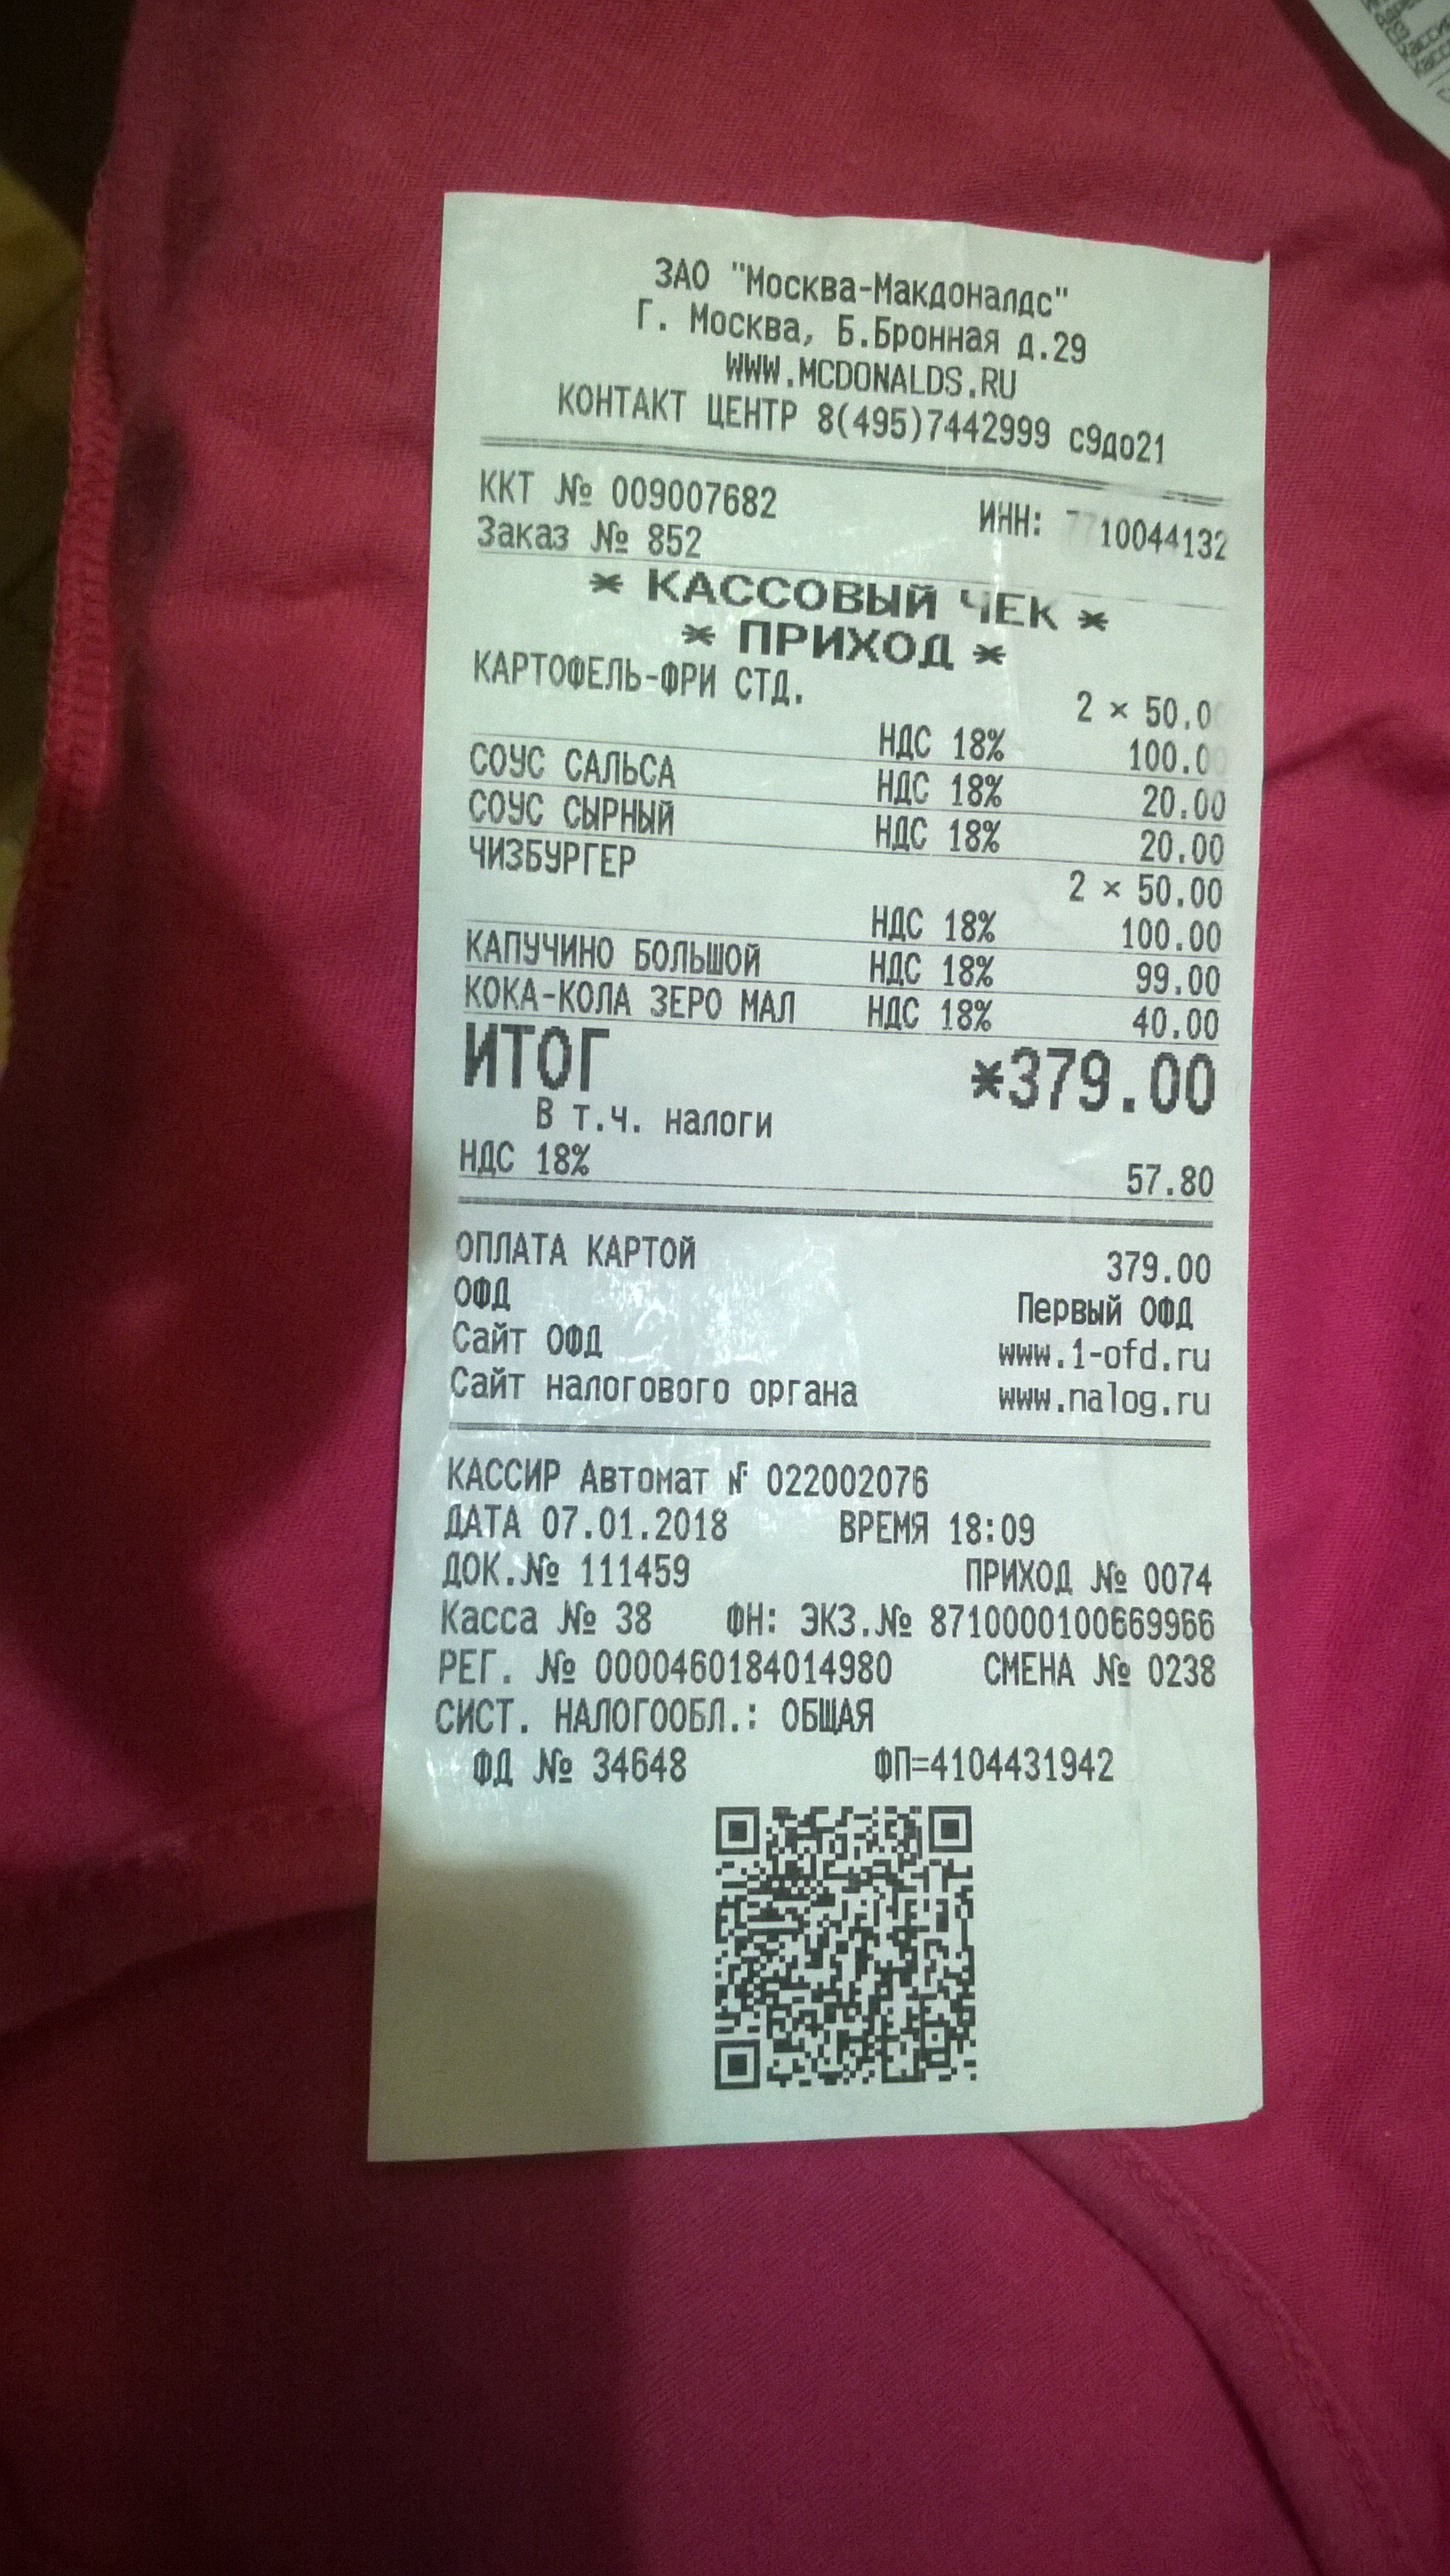 ЗАО "Москва-Макдоналдс"
Г. Москва, Б.Бронная д.29
WWW.MCDONALDS.RU
КОНТАКТ ЦЕНТР 8(495)7442999 с9до21
ККТ № 009007682 ИНН: 7710044132
Заказ № 852
* КАССОВЫЙ ЧЕК *
* ПРИХОД *
КАРТОФЕЛЬ-ФРИ СТД.
2 × 50.00
НДС 18% 100.00
СОУС САЛЬСА НДС 18% 20.00
СОУС СЫРНЫЙ НДС 18% 20.00
ЧИЗБУРГЕР
2 × 50.00
НДС 18% 100.00
КАПУЧИНО БОЛЬШОЙ НДС 18% 99.00
КОКА-КОЛА ЗЕРО МАЛ НДС 18% 40.00
ИТОГ *379.00
В т.ч. налоги
НДС 18% 57.80
ОПЛАТА КАРТОЙ 379.00
ОФД Первый ОФД
Сайт ОФД www.1-ofd.ru
Сайт налогового органа www.nalog.ru
КАССИР Автомат № 022002076
ДАТА 07.01.2018 ВРЕМЯ 18:09
ДОК.№ 111459 ПРИХОД № 0074
Касса № 38 ФН: ЭКЗ.№ 8710000100669966
РЕГ. № 0000460184014980 СМЕНА № 0238
СИСТ. НАЛОГООБЛ.: ОБЩАЯ
ФД № 34648 ФП=4104431942